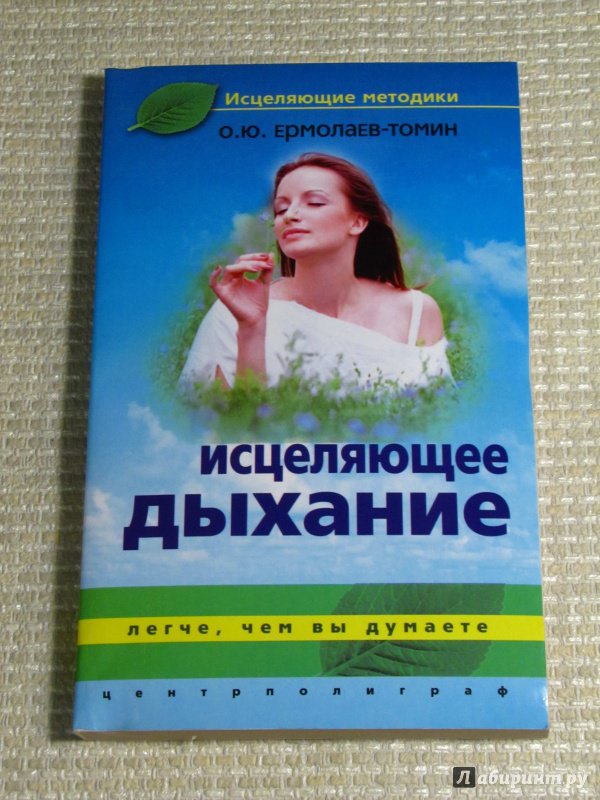 Исцеляющие методики
О.Ю. Ермолаев-Томин
исцеляющее
дыхание
легче, чем вы думаете
центрполиграф
Лабиринт.ру